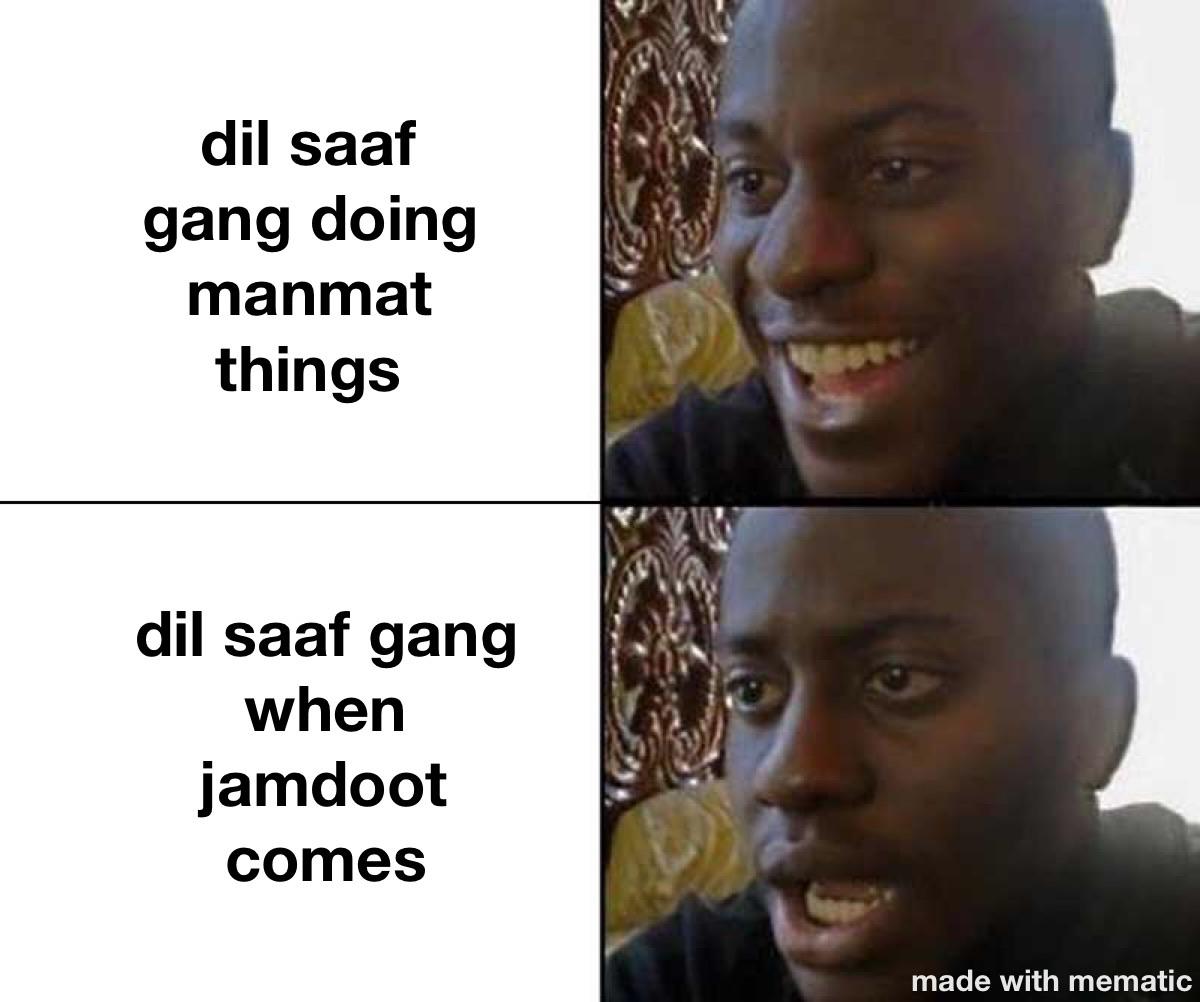 dil saaf
gang doing
manmat
things
dil saaf gang
when
jamdoot
comes
made with mematic